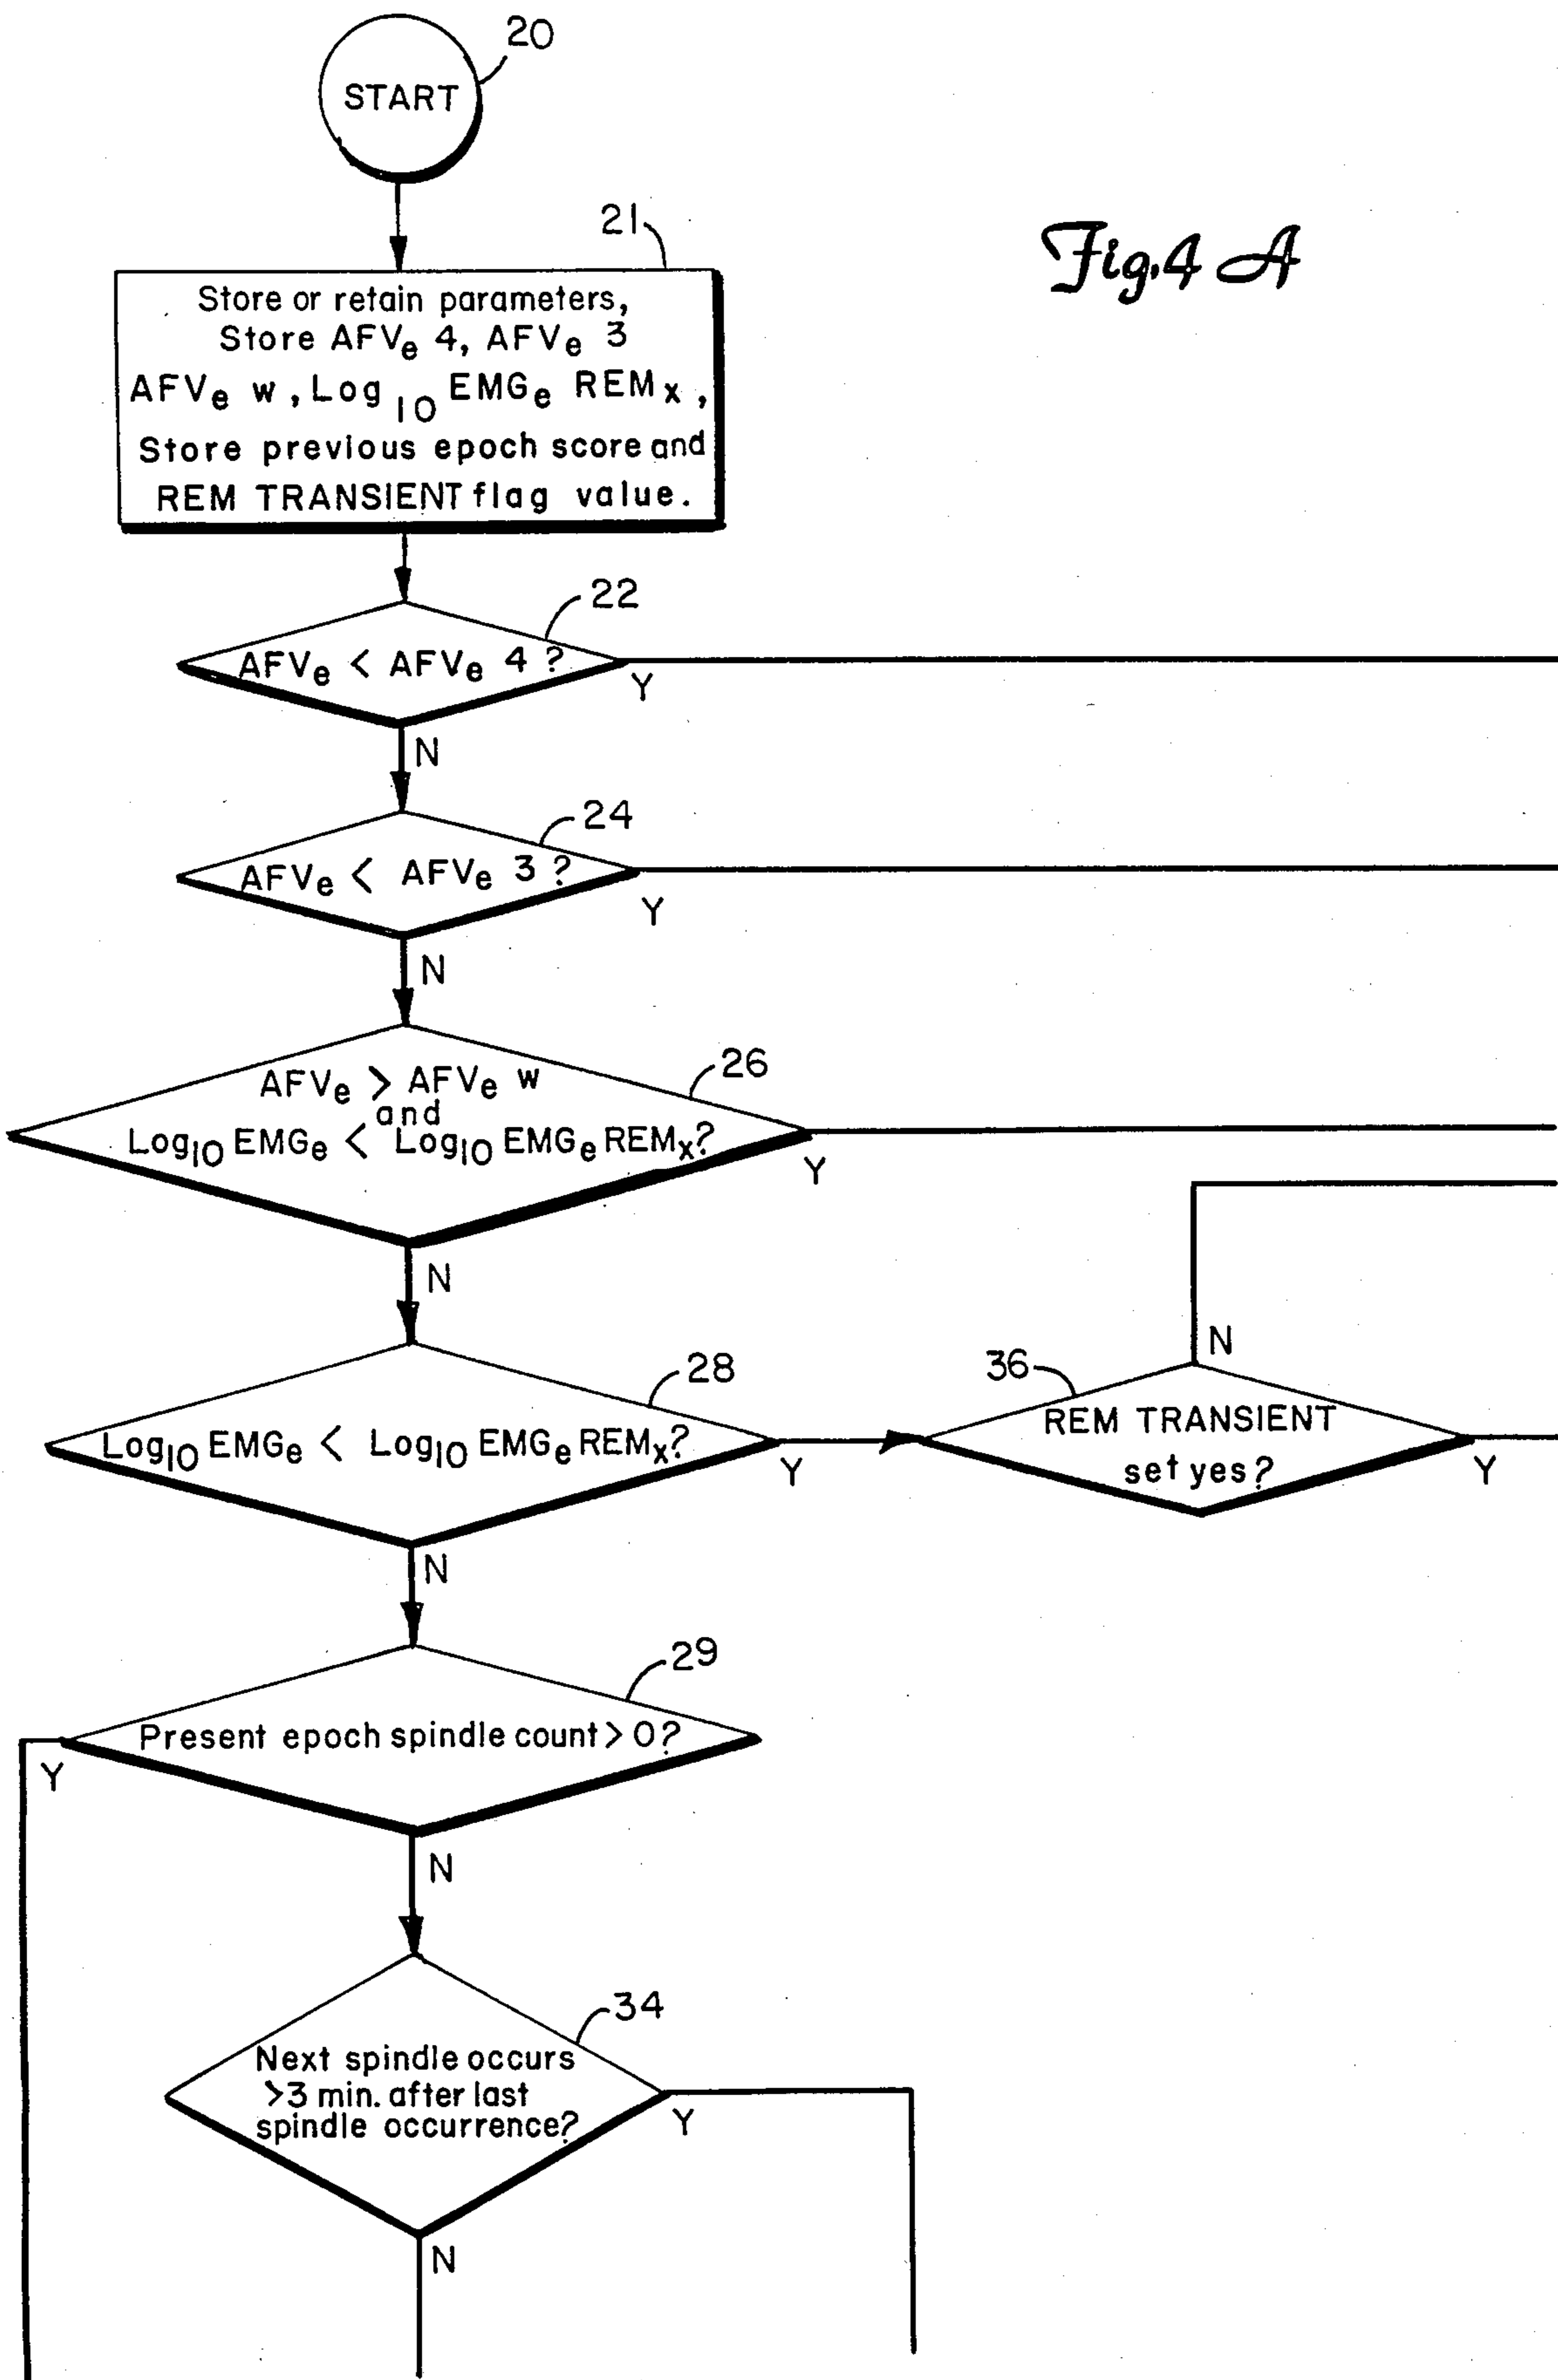 START
20
21
Fig. 4 A
Store or retain parameters,
Store AFVe 4, AFVe 3
AFVe w, Log10 EMGe REMx,
Store previous epoch score and
REM TRANSIENT flag value.
22
AFVe < AFVe 4 ?
Y
N
24
AFVe < AFVe 3 ?
Y
N
26
AFVe > AFVe w
and
Log10 EMGe < Log10 EMGe REMx?
Y
N
28
Log10 EMGe < Log10 EMGe REMx?
Y
N
36
N
REM TRANSIENT
set yes?
Y
29
Present epoch spindle count > 0?
Y
N
34
Next spindle occurs
>3 min. after last
spindle occurrence?
Y
N